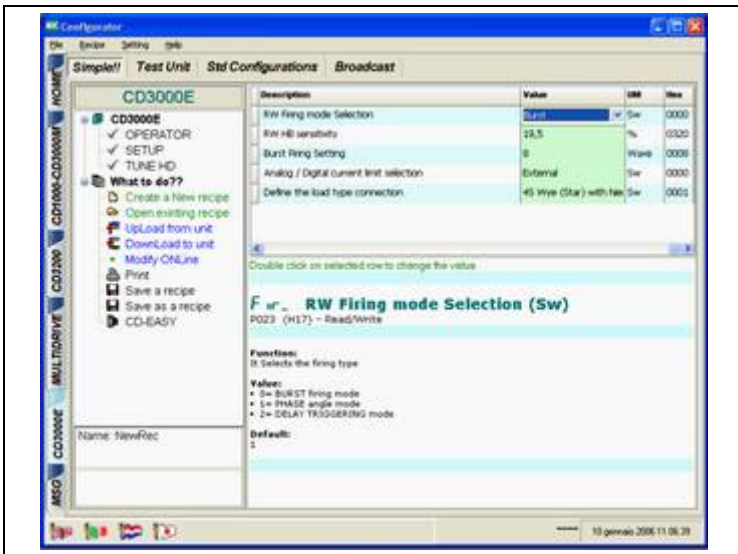 Configurator
File Recipe Setting Help
Simple!! Test Unit Std Configurations Broadcast
HOME
CD1000-CD3000M
CD3200
MULTIDRIVE
CD3000E
MSG
CD3000E
CD3000E
OPERATOR
SETUP
TUNE HD
What to do??
Create a New recipe
Open existing recipe
UpLoad from unit
DownLoad to unit
Modify ONLine
Print
Save a recipe
Save as a recipe
CD-EASY
Name: NewRec
Description Value UM Hex
RW Firing mode Selection Burst Sw 0000
RW HB sensitivity 19,5 % 0320
Burst Firing Setting 8 Wave 0008
Analog / Digital current limit selection External Sw 0000
Define the load type connection 4S Wye (Star) with Sw 0001
Double click on selected row to change the value
RW Firing mode Selection (Sw)
P023 (H17) - Read/Write
Function:
It Selects the firing type
Value:
• 0= BURST firing mode
• 1= PHASE angle mode
• 2= DELAY TRIGGERING mode
Default:
1
10 gennaio 2006 11.06.39